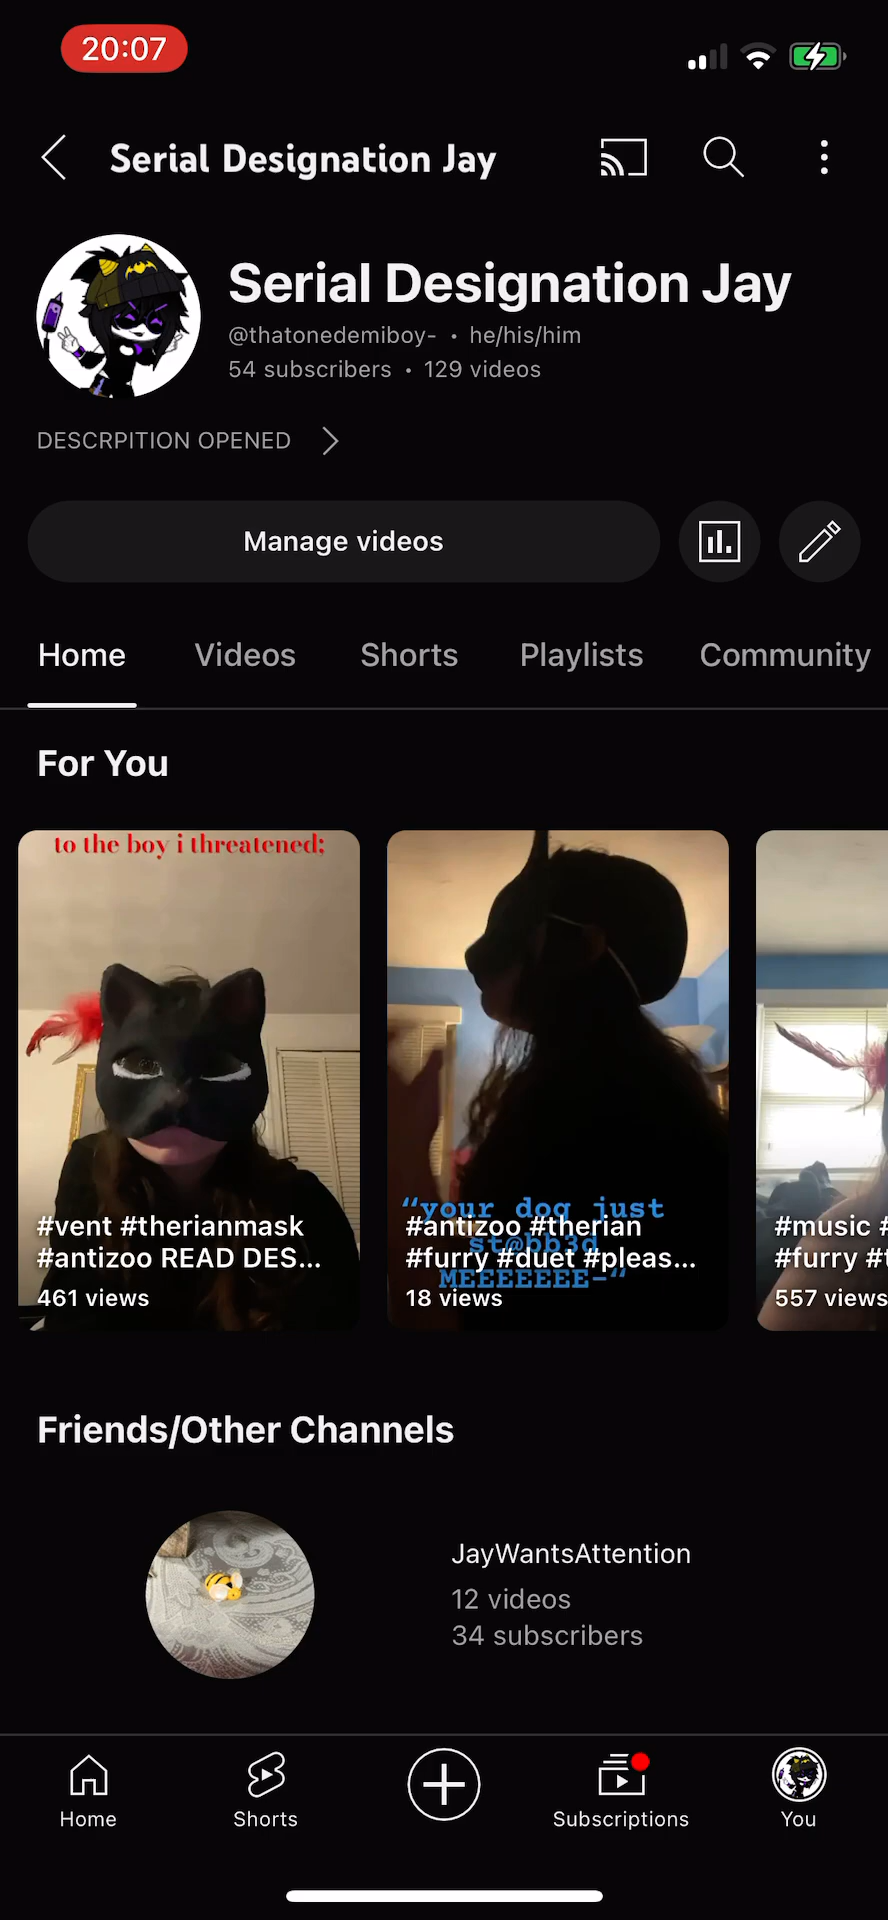 20:07
Serial Designation Jay
Serial Designation Jay
@thatonedemiboy- • he/his/him
54 subscribers • 129 videos
DESCRPITION OPENED
Manage videos
Home Videos Shorts Playlists Community
For You
to the boy i threatened;
#vent #therianmask
#antizoo READ DES...
461 views
“your dog just
st@bb3d
MEEEEEEE-“
#antizoo #therian
#furry #duet #pleas...
18 views
#music #
#furry #t
557 views
Friends/Other Channels
JayWantsAttention
12 videos
34 subscribers
Home Shorts Subscriptions You